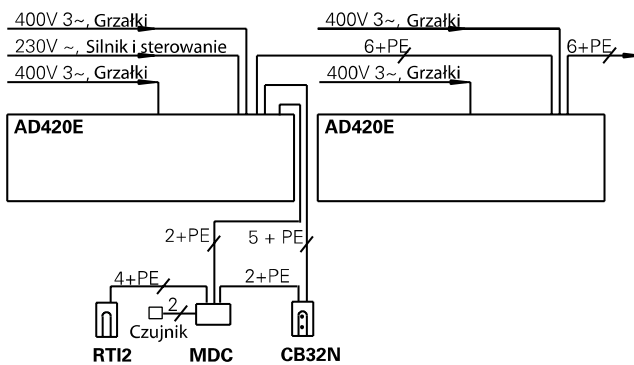 400V 3~, Grzałki
400V 3~, Grzałki
230V ~, Silnik i sterowanie
6+PE
6+PE
400V 3~, Grzałki
400V 3~, Grzałki
AD420E
AD420E
2+PE
5 + PE
4+PE
2+PE
2
Czujnik
RTI2
MDC
CB32N